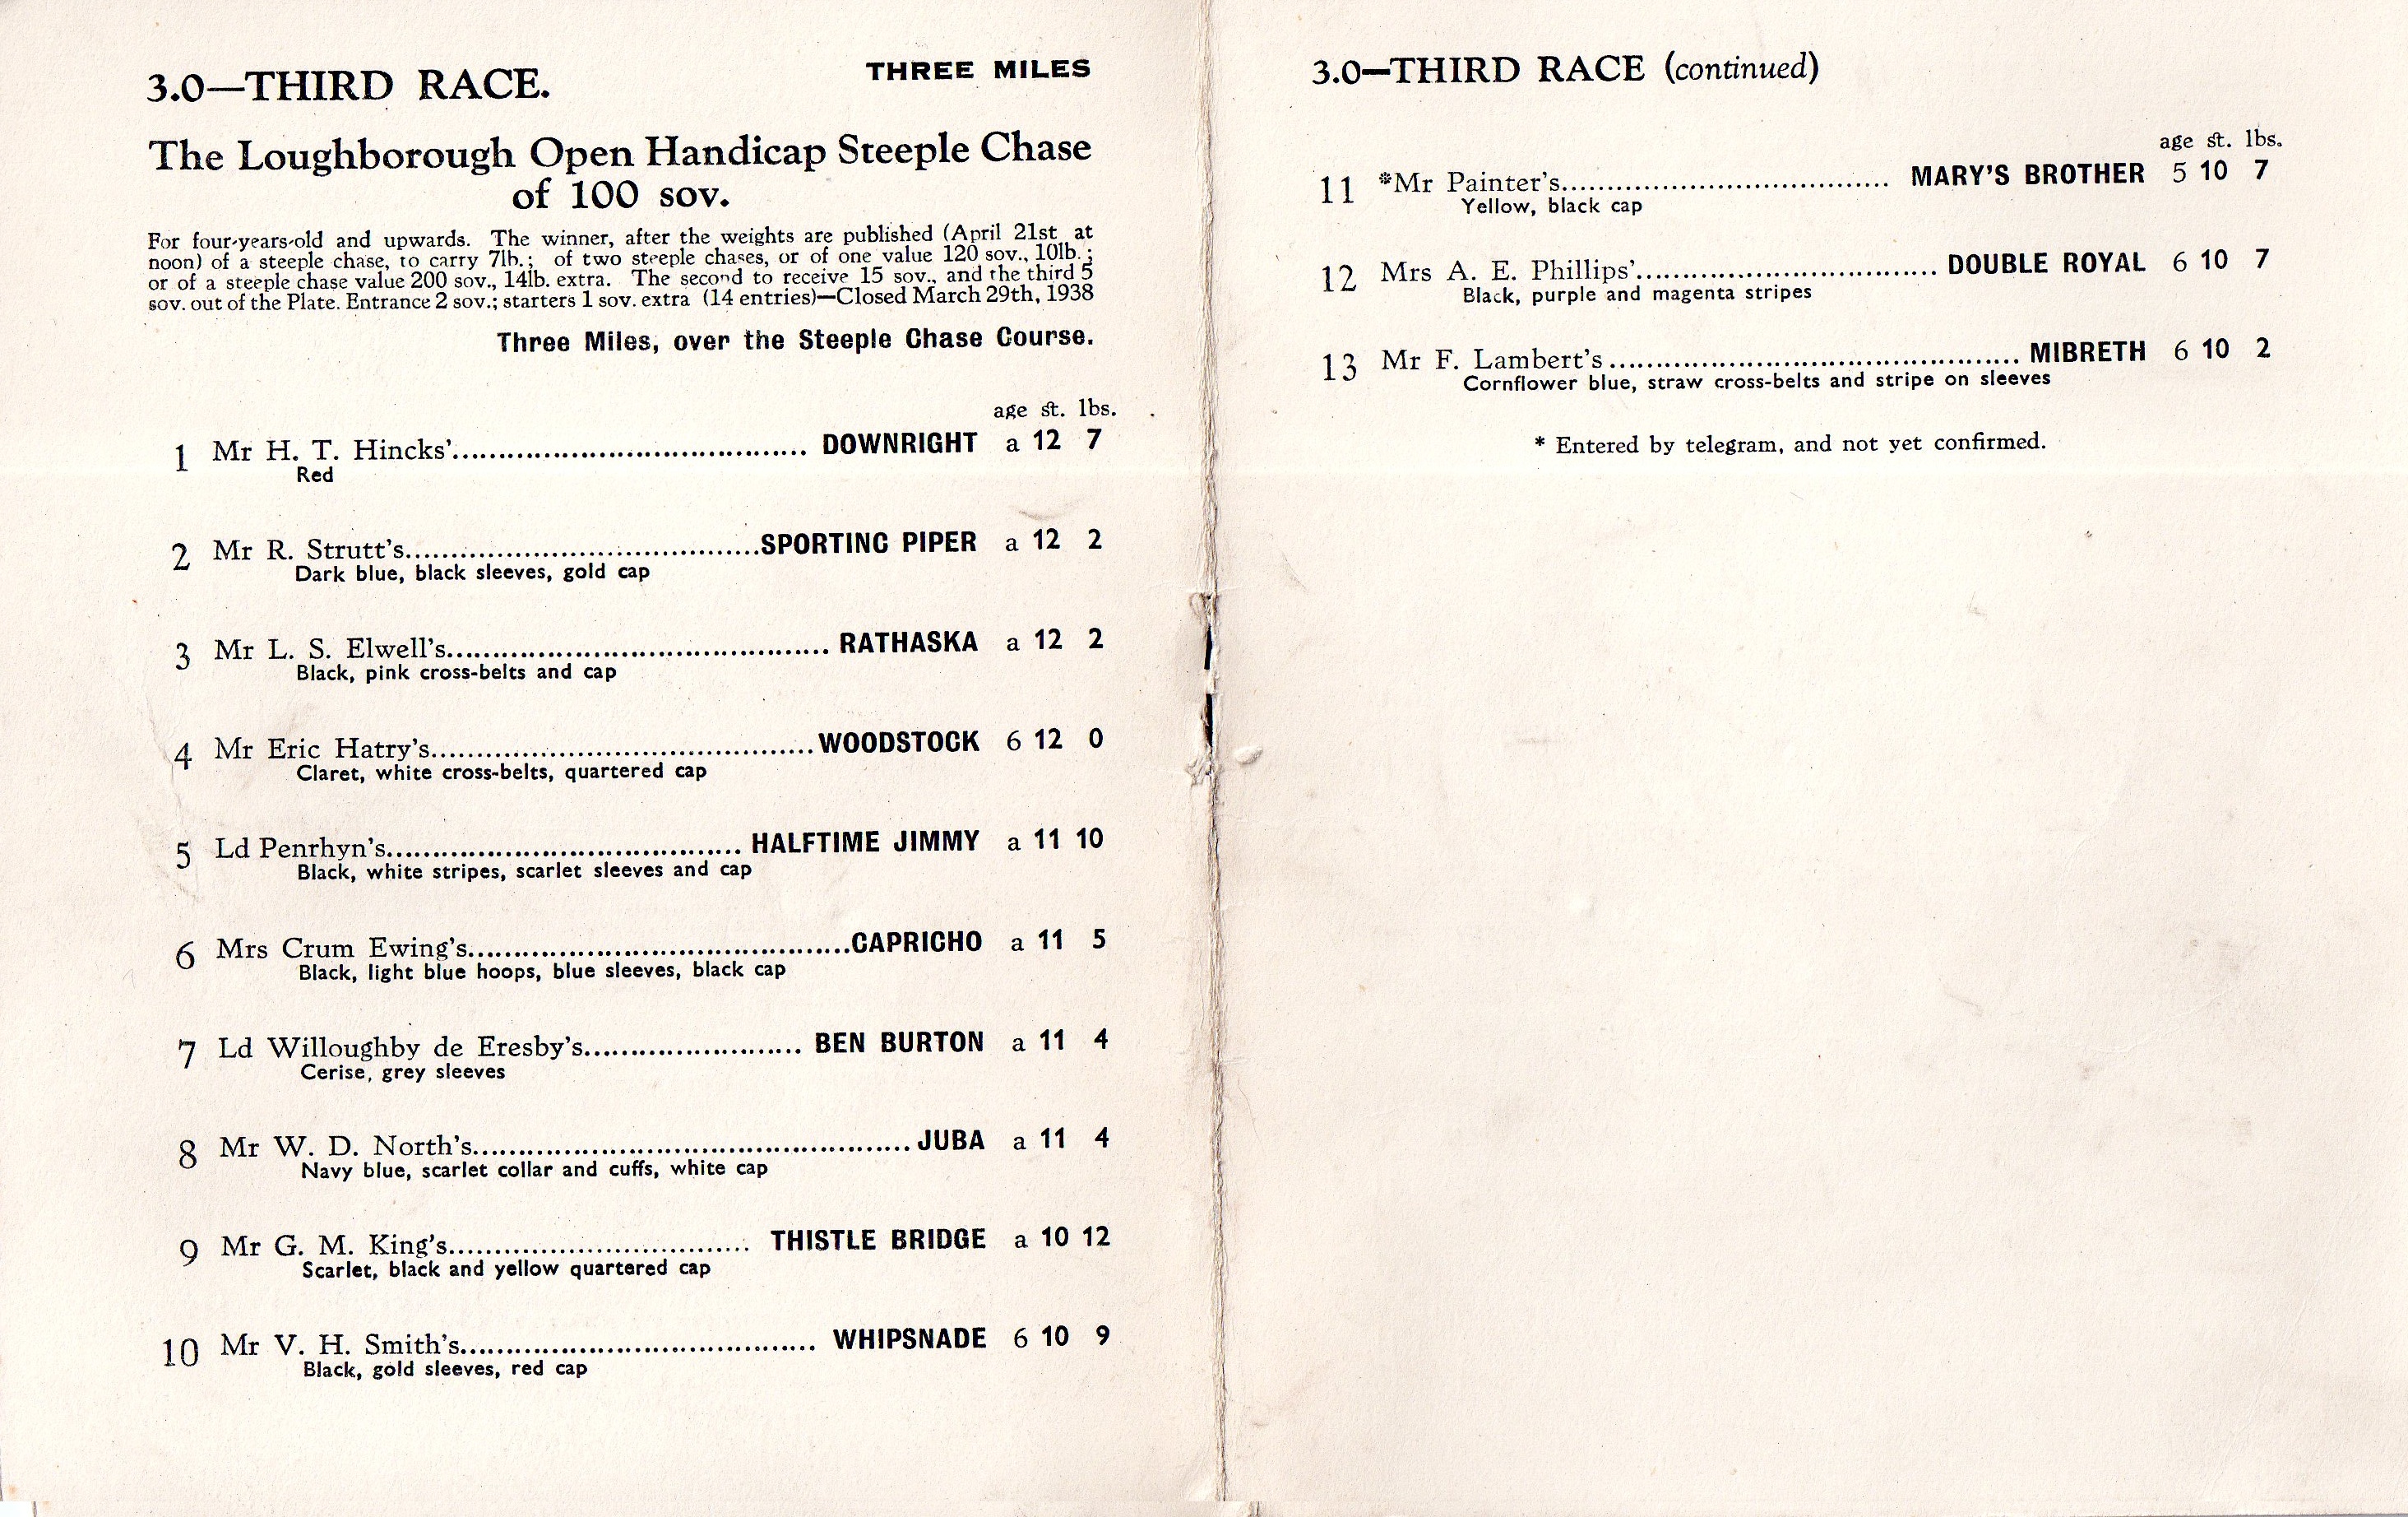 3.0—THIRD RACE. THREE MILES
The Loughborough Open Handicap Steeple Chase
of 100 sov.
For four-years-old and upwards. The winner, after the weights are published (April 21st at
noon) of a steeple chase, to carry 7lb.; of two steeple chases, or of one value 120 sov., 10lb.;
or of a steeple chase value 200 sov., 14lb. extra. The second to receive 15 sov., and the third 5
sov. out of the Plate. Entrance 2 sov.; starters 1 sov. extra (14 entries)—Closed March 29th, 1938
Three Miles, over the Steeple Chase Course.
age st. lbs.
1 Mr H. T. Hincks'........................................ DOWNRIGHT a 12 7
Red
2 Mr R. Strutt's........................................SPORTING PIPER a 12 2
Dark blue, black sleeves, gold cap
3 Mr L. S. Elwell's........................................ RATHASKA a 12 2
Black, pink cross-belts and cap
4 Mr Eric Hatry's........................................WOODSTOCK 6 12 0
Claret, white cross-belts, quartered cap
5 Ld Penrhyn's........................................ HALFTIME JIMMY a 11 10
Black, white stripes, scarlet sleeves and cap
6 Mrs Crum Ewing's........................................CAPRICHO a 11 5
Black, light blue hoops, blue sleeves, black cap
7 Ld Willoughby de Eresby's........................ BEN BURTON a 11 4
Cerise, grey sleeves
8 Mr W. D. North's................................................ JUBA a 11 4
Navy blue, scarlet collar and cuffs, white cap
9 Mr G. M. King's................................ THISTLE BRIDGE a 10 12
Scarlet, black and yellow quartered cap
10 Mr V. H. Smith's...................................... WHIPSNADE 6 10 9
Black, gold sleeves, red cap
3.0—THIRD RACE (continued)
age st. lbs.
11 *Mr Painter's.................................... MARY'S BROTHER 5 10 7
Yellow, black cap
12 Mrs A. E. Phillips'................................. DOUBLE ROYAL 6 10 7
Black, purple and magenta stripes
13 Mr F. Lambert's ............................................. MIBRETH 6 10 2
Cornflower blue, straw cross-belts and stripe on sleeves
* Entered by telegram, and not yet confirmed.